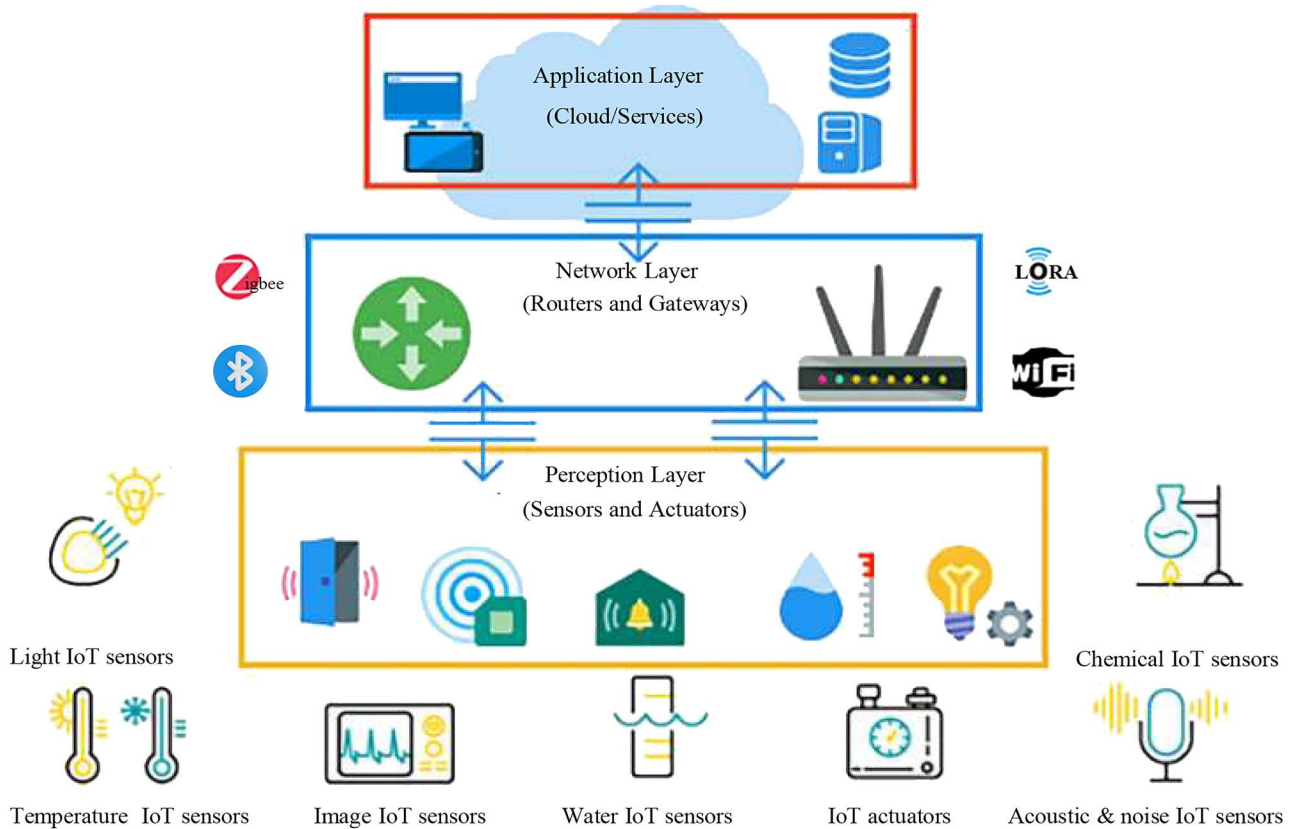 Application Layer
(Cloud/Services)
Network Layer
(Routers and Gateways)
Zigbee
LORA
WiFi
Perception Layer
(Sensors and Actuators)
Light IoT sensors
Chemical IoT sensors
Temperature IoT sensors
Image IoT sensors
Water IoT sensors
IoT actuators
Acoustic & noise IoT sensors